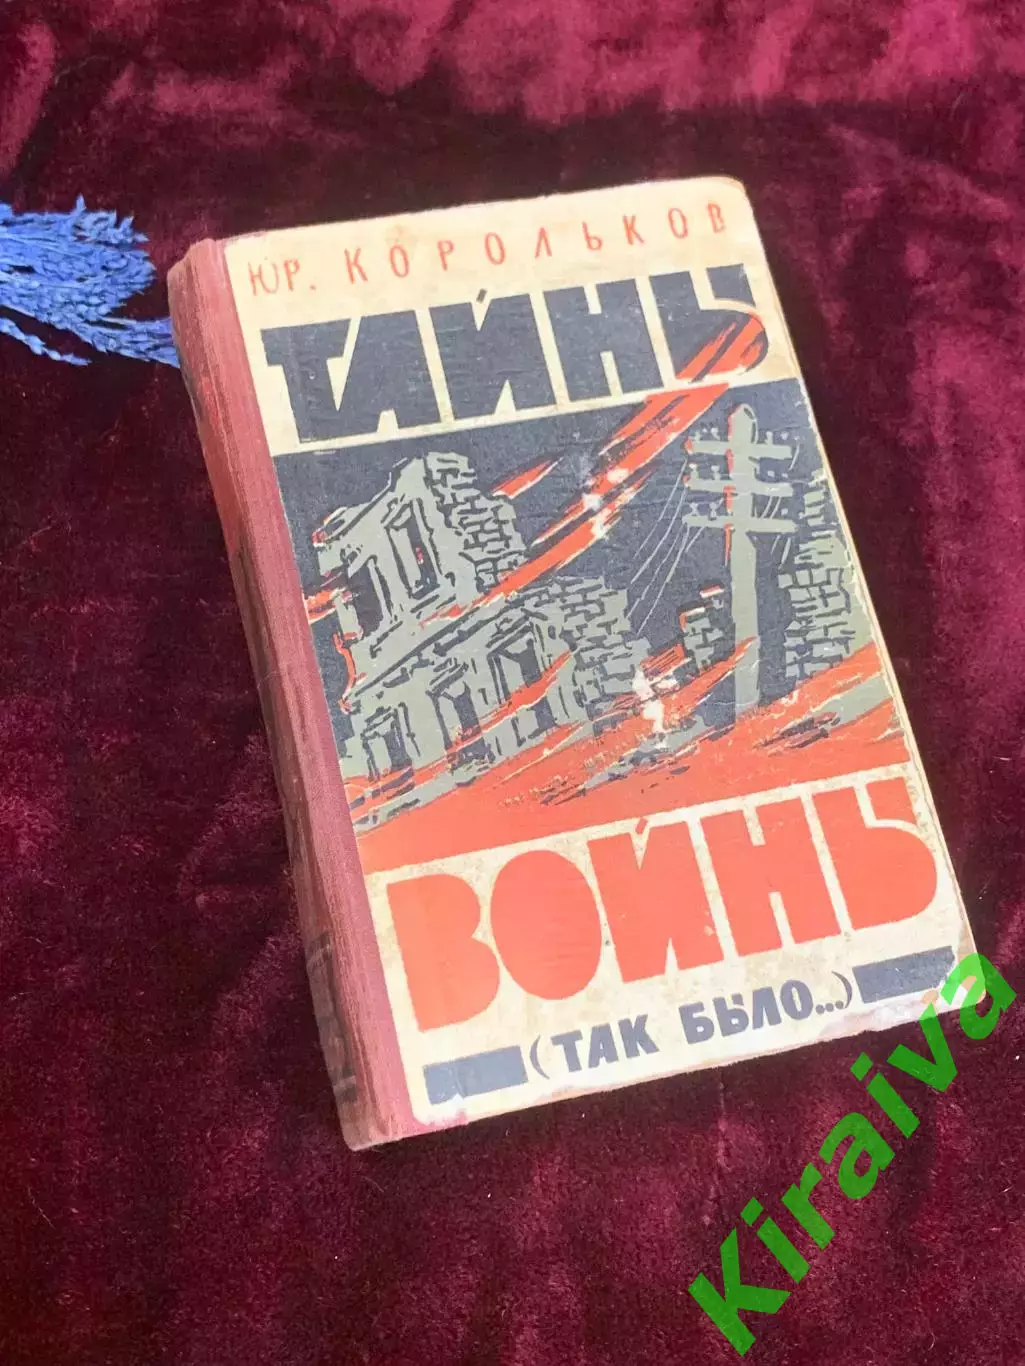 ЮР. КОРОЛЬКОВ
ТАЙНЫ
ВОЙНЫ
(ТАК БЫЛО...)
Kiraiva